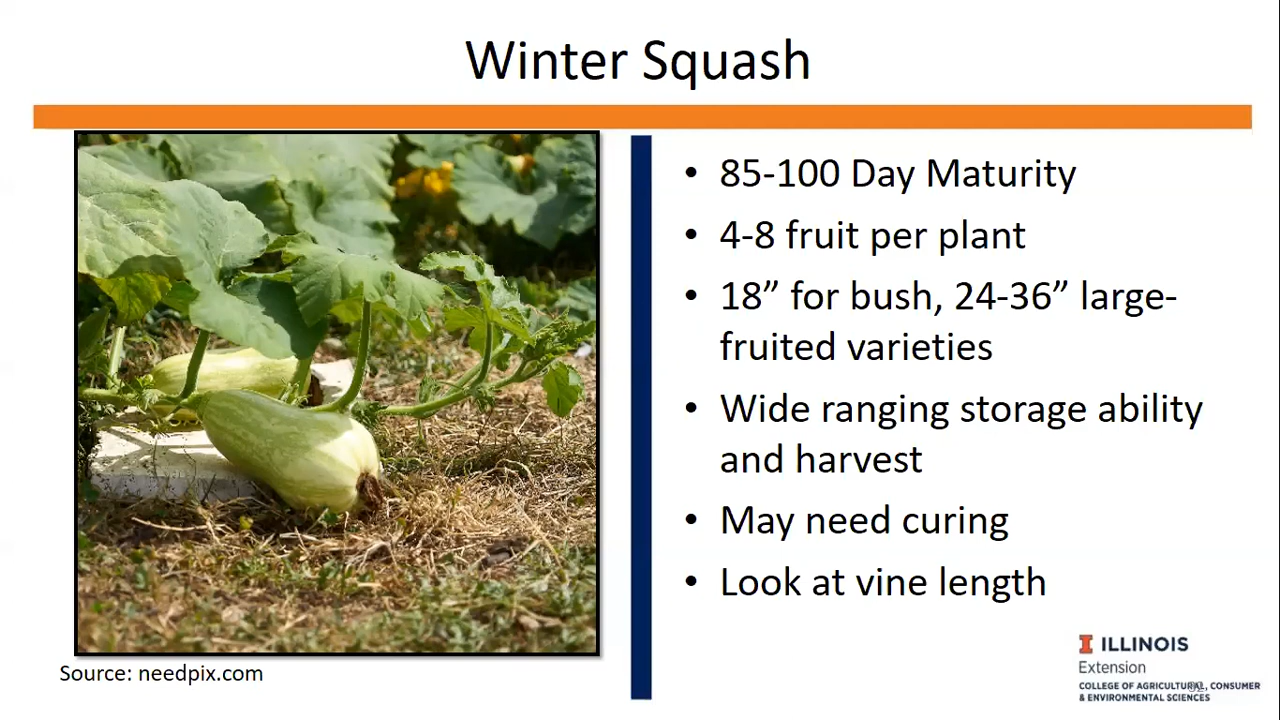 Winter Squash
• 85-100 Day Maturity
• 4-8 fruit per plant
• 18” for bush, 24-36” large-
fruited varieties
• Wide ranging storage ability
and harvest
• May need curing
• Look at vine length
Source: needpix.com
I ILLINOIS
Extension
COLLEGE OF AGRICULTURAL, CONSUMER
& ENVIRONMENTAL SCIENCES